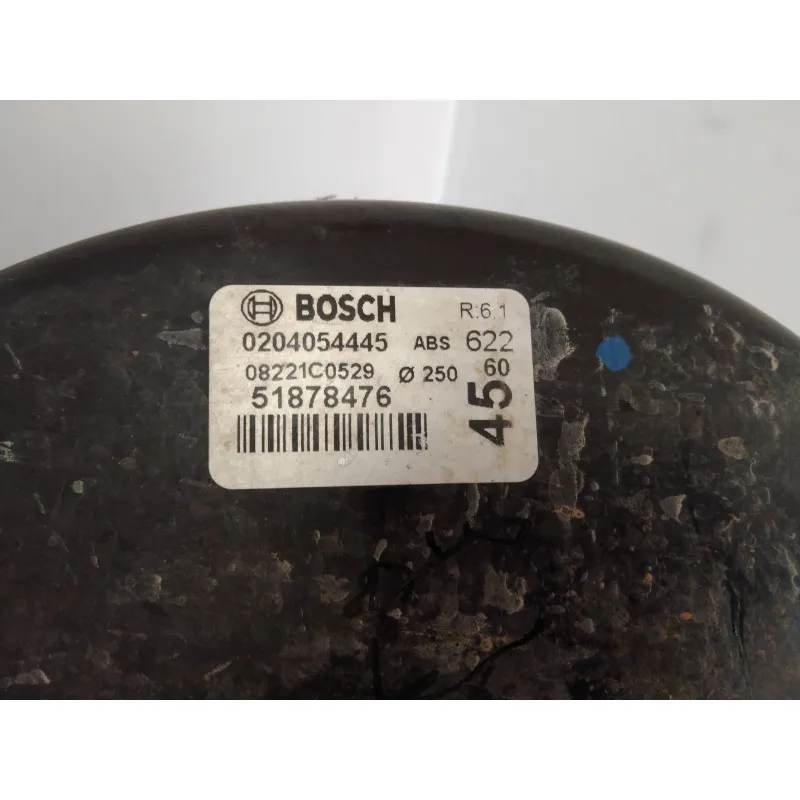 BOSCH R:6.1
0204054445 ABS 622
08221C0529 Ø 250 60
51878476
45